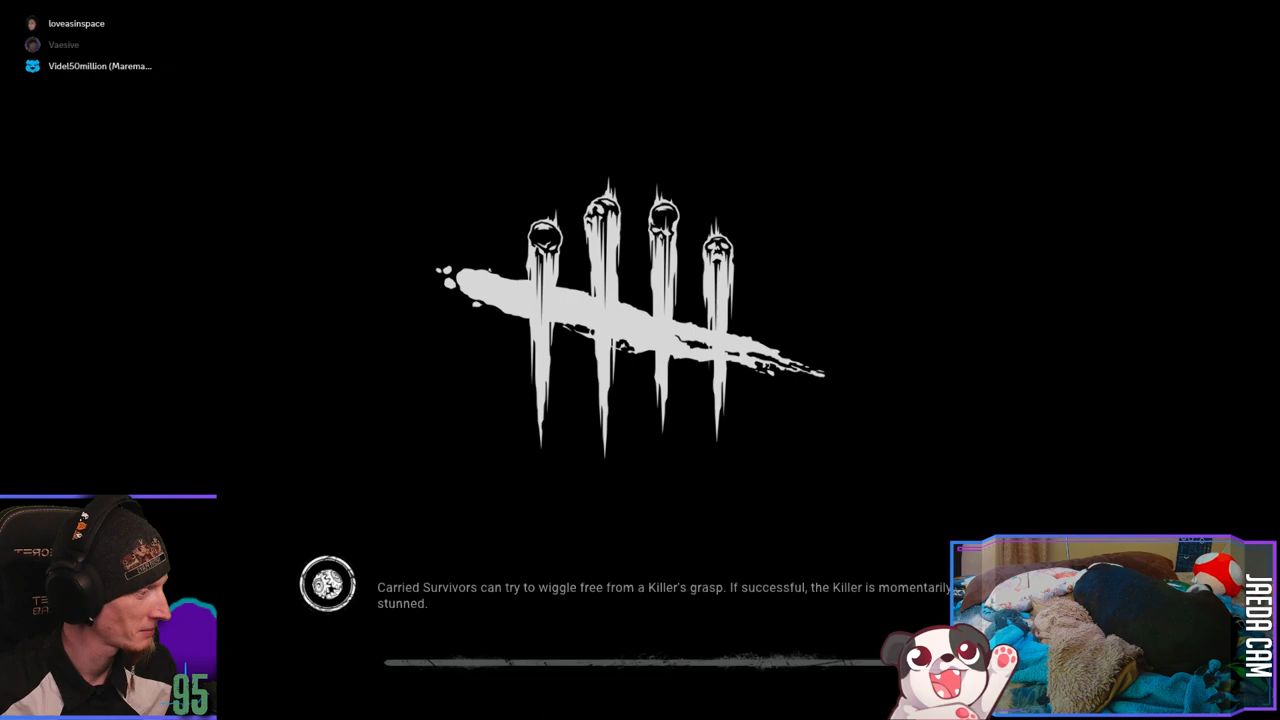 loveasinspace
Vaesive
Videl50million (Marema...
Carried Survivors can try to wiggle free from a Killer's grasp. If successful, the Killer is momentarily
stunned.
95
JAEDA CAM